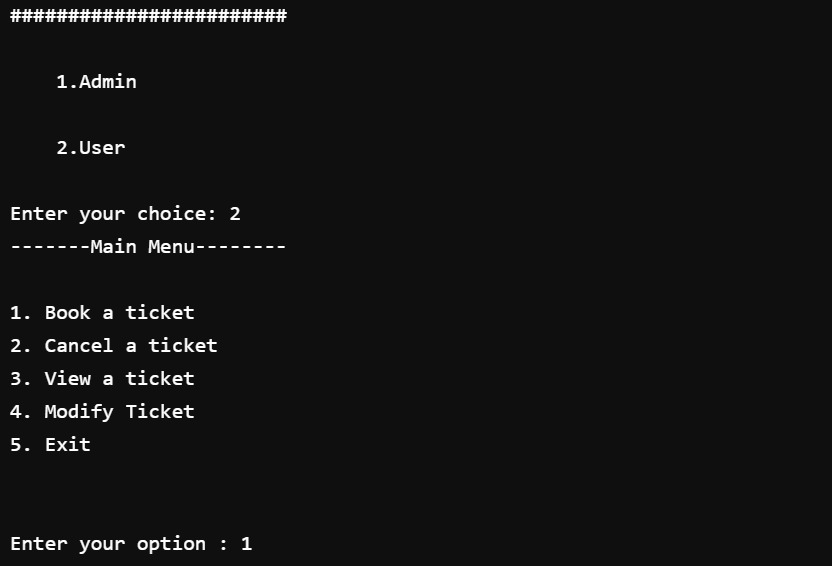 ########################
1.Admin
2.User
Enter your choice: 2
-------Main Menu--------
1. Book a ticket
2. Cancel a ticket
3. View a ticket
4. Modify Ticket
5. Exit
Enter your option : 1